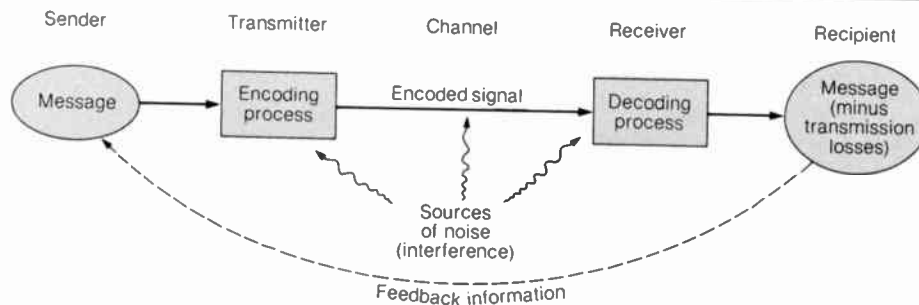 Sender Transmitter Channel Receiver Recipient
Message
Encoding
process
Encoded signal
Decoding
process
Message
(minus
transmission
losses)
Sources
of noise
(interference)
Feedback information